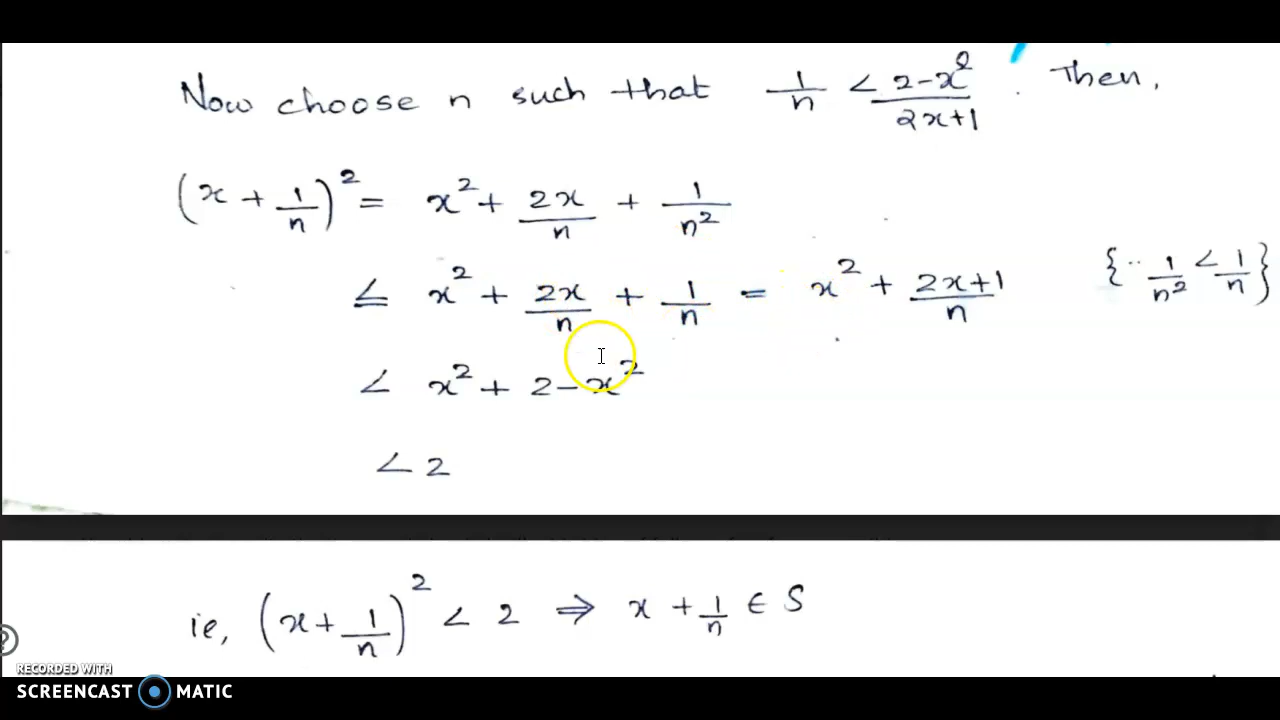 Now choose n such that 1/n < (2-x²)/(2x+1). Then,
(x + 1/n)² = x² + 2x/n + 1/n²
≤ x² + 2x/n + 1/n = x² + (2x+1)/n {∵ 1/n² < 1/n}
< x² + 2-x²
< 2
ie, (x + 1/n)² < 2 ⇒ x + 1/n ∈ S
RECORDED WITH
SCREENCAST MATIC